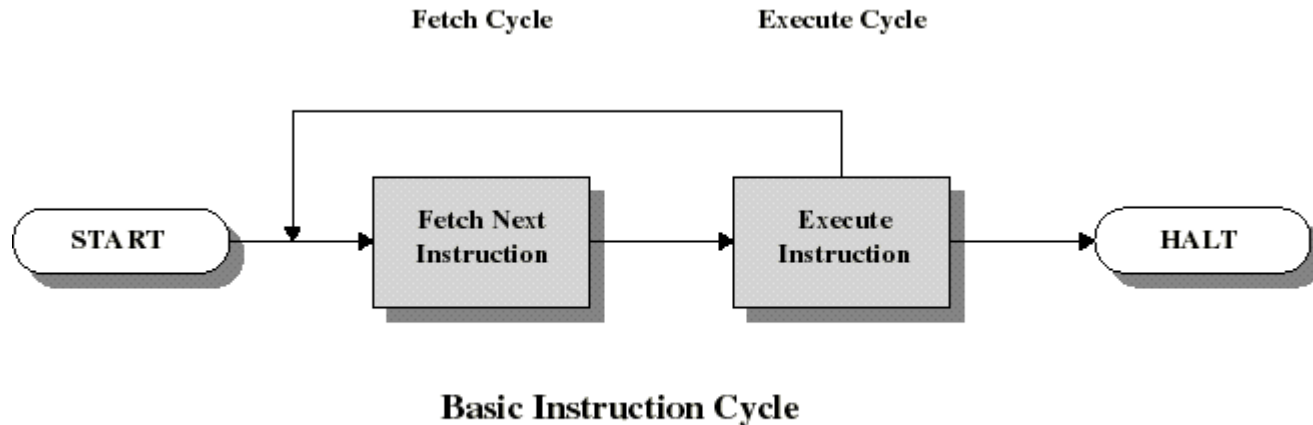 Fetch Cycle
Execute Cycle
START
Fetch Next
Instruction
Execute
Instruction
HALT
Basic Instruction Cycle